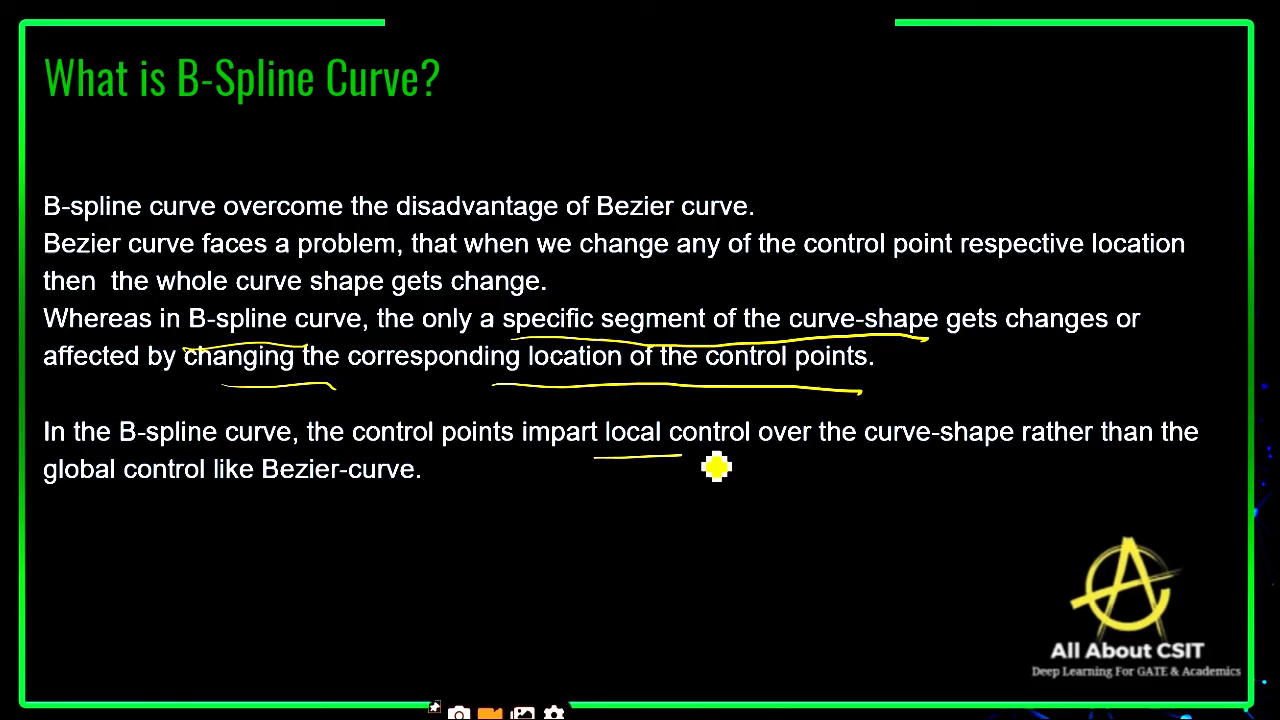 What is B-Spline Curve?
B-spline curve overcome the disadvantage of Bezier curve.
Bezier curve faces a problem, that when we change any of the control point respective location
then the whole curve shape gets change.
Whereas in B-spline curve, the only a specific segment of the curve-shape gets changes or
affected by changing the corresponding location of the control points.
In the B-spline curve, the control points impart local control over the curve-shape rather than the
global control like Bezier-curve.
All About CSIT
Deep Learning For GATE & Academics